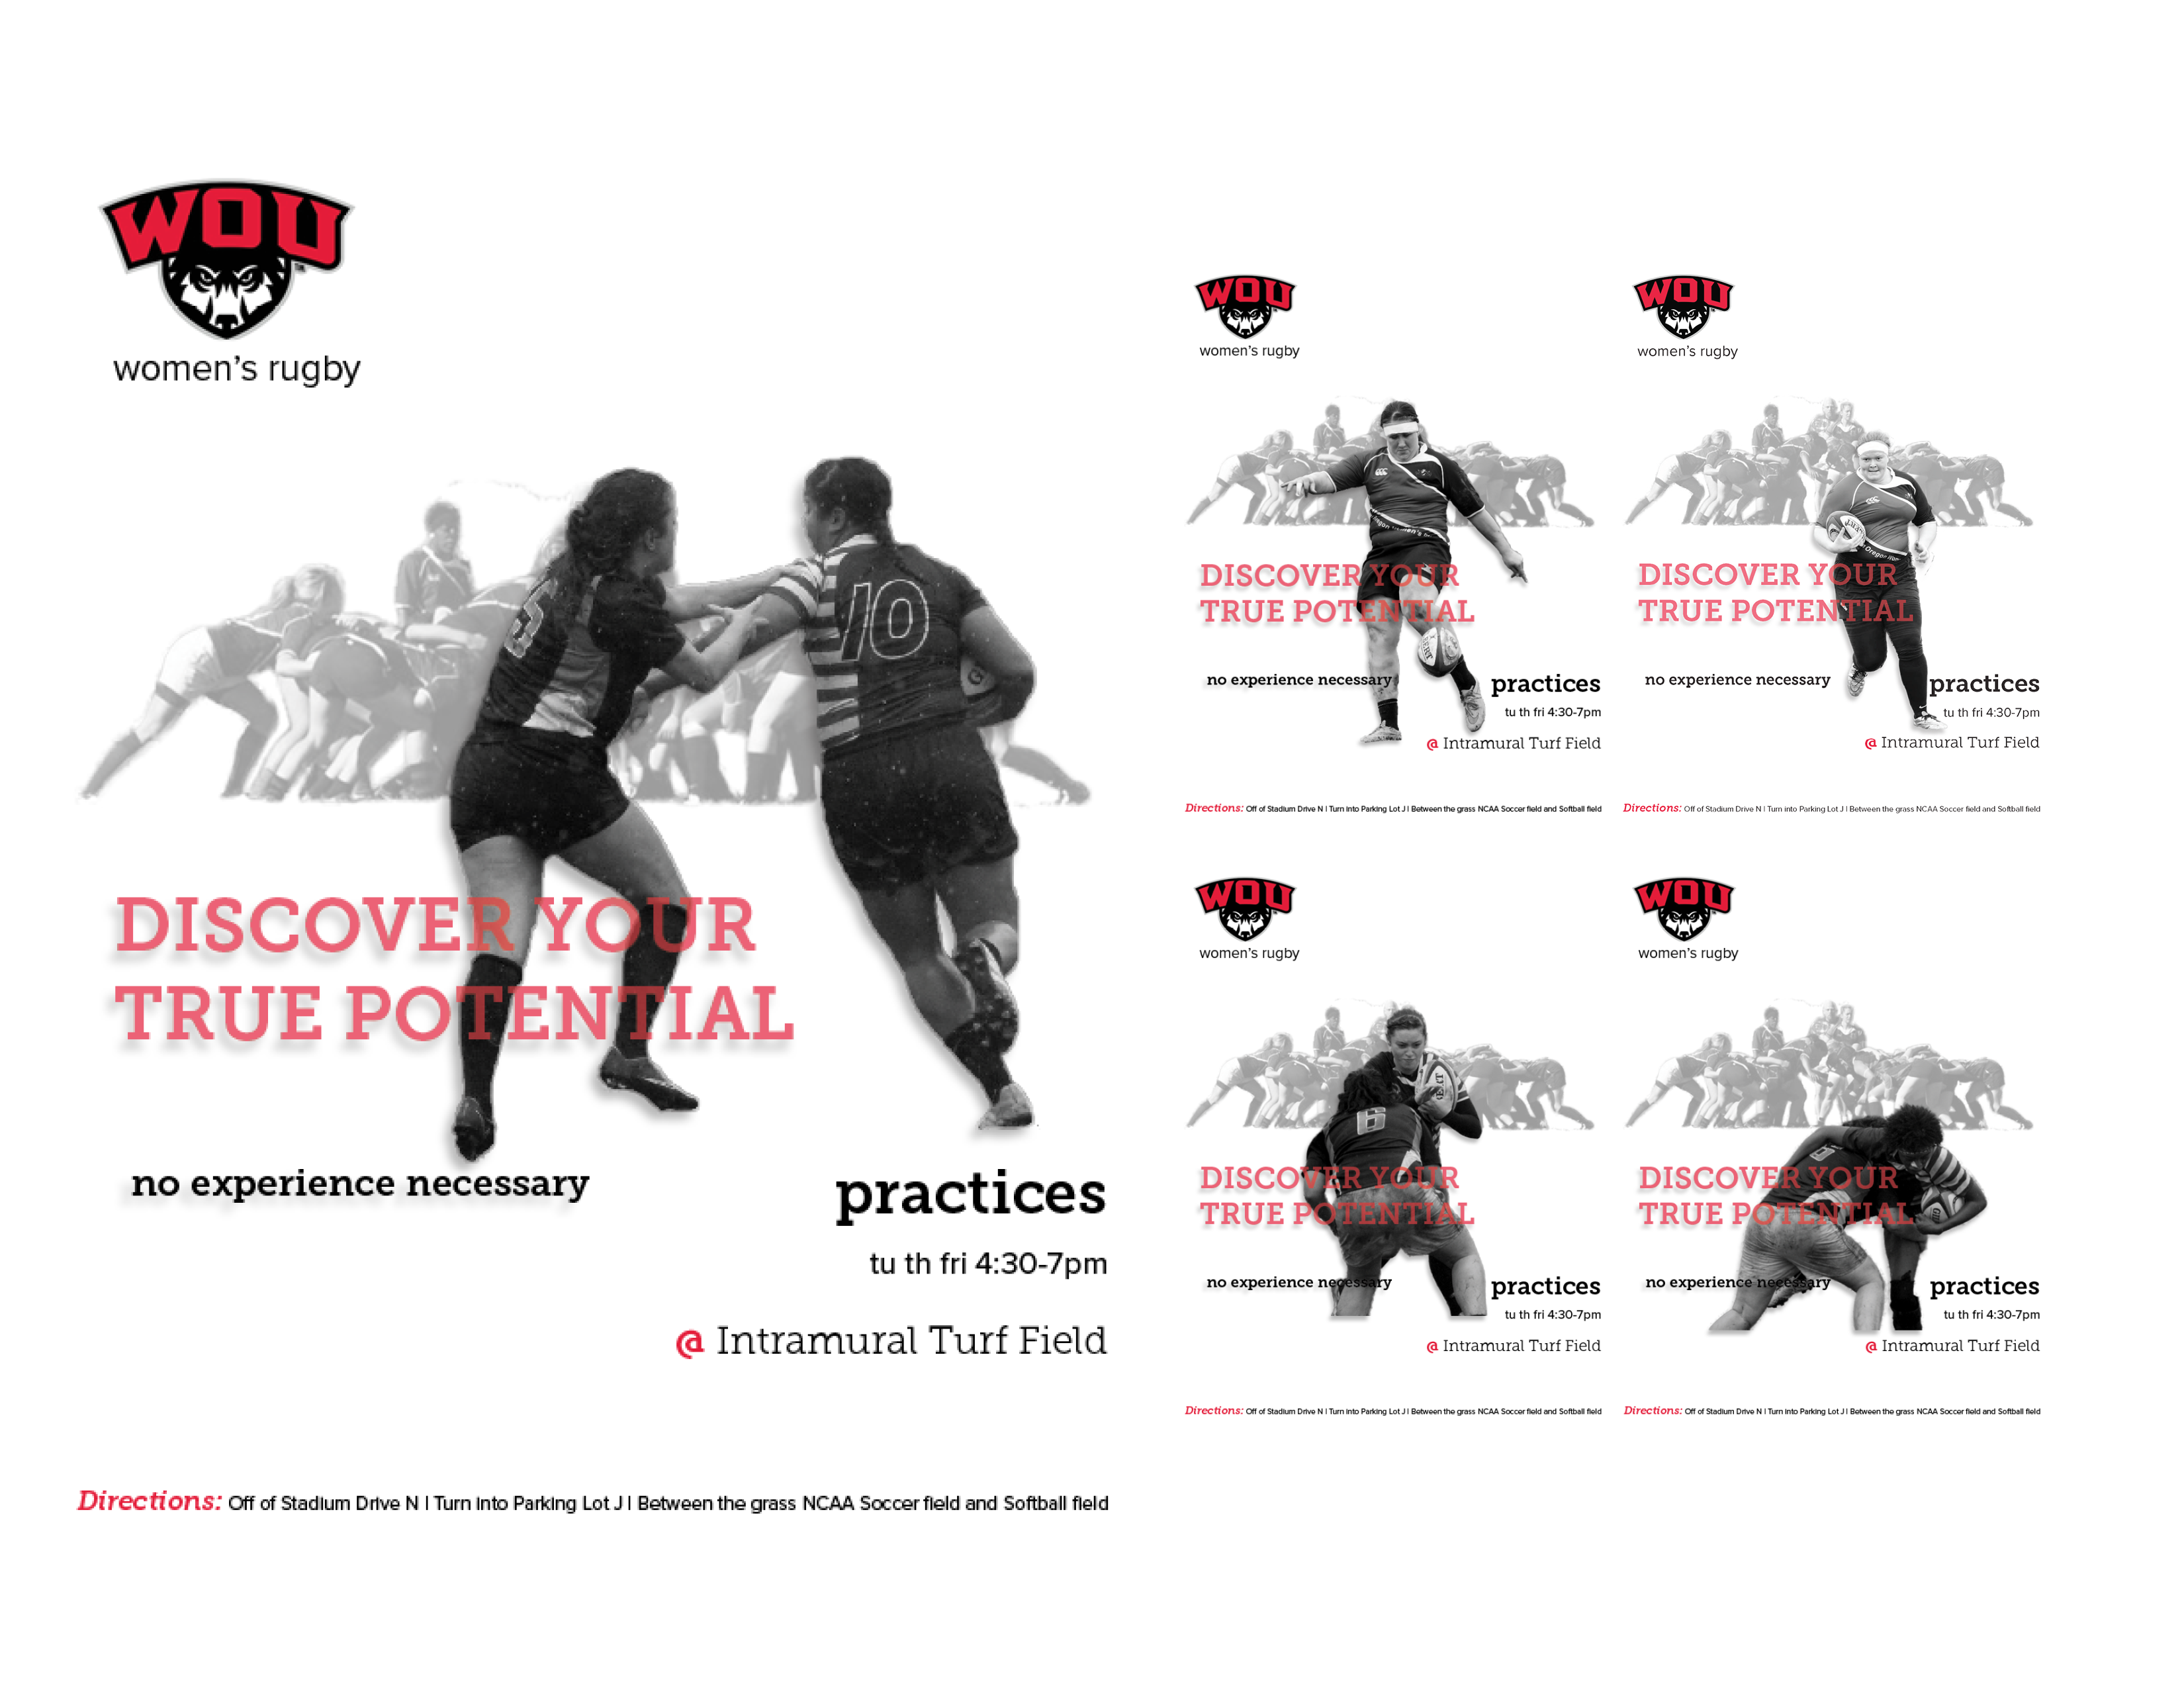 WOU
women's rugby
10
DISCOVER YOUR
TRUE POTENTIAL
no experience necessary
practices
tu th fri 4:30-7pm
@ Intramural Turf Field
Directions: Off of Stadium Drive N | Turn into Parking Lot J | Between the grass NCAA Soccer field and Softball field
WOU
women's rugby
DISCOVER YOUR
TRUE POTENTIAL
no experience necessary
practices
tu th fri 4:30-7pm
@ Intramural Turf Field
Directions: Off of Stadium Drive N | Turn into Parking Lot J | Between the grass NCAA Soccer field and Softball field
WOU
women's rugby
DISCOVER YOUR
TRUE POTENTIAL
no experience necessary
practices
tu th fri 4:30-7pm
@ Intramural Turf Field
Directions: Off of Stadium Drive N | Turn into Parking Lot J | Between the grass NCAA Soccer field and Softball field
WOU
women's rugby
6
DISCOVER YOUR
TRUE POTENTIAL
no experience necessary
practices
tu th fri 4:30-7pm
@ Intramural Turf Field
Directions: Off of Stadium Drive N | Turn into Parking Lot J | Between the grass NCAA Soccer field and Softball field
WOU
women's rugby
DISCOVER YOUR
TRUE POTENTIAL
no experience necessary
practices
tu th fri 4:30-7pm
@ Intramural Turf Field
Directions: Off of Stadium Drive N | Turn into Parking Lot J | Between the grass NCAA Soccer field and Softball field